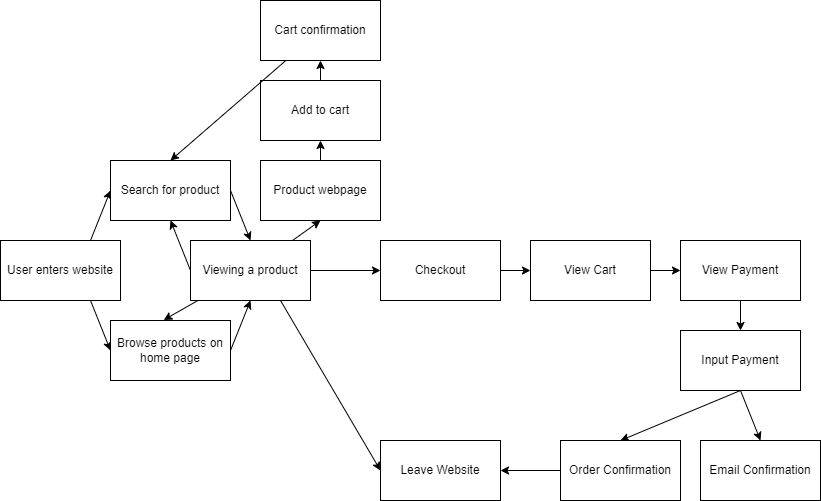 Cart confirmation
Add to cart
Search for product
Product webpage
User enters website
Viewing a product
Checkout
View Cart
View Payment
Browse products on
home page
Input Payment
Leave Website
Order Confirmation
Email Confirmation